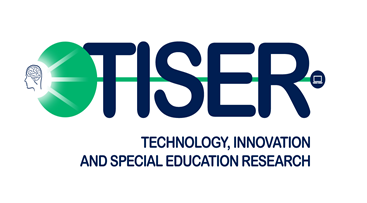 TISER
TECHNOLOGY, INNOVATION
AND SPECIAL EDUCATION RESEARCH